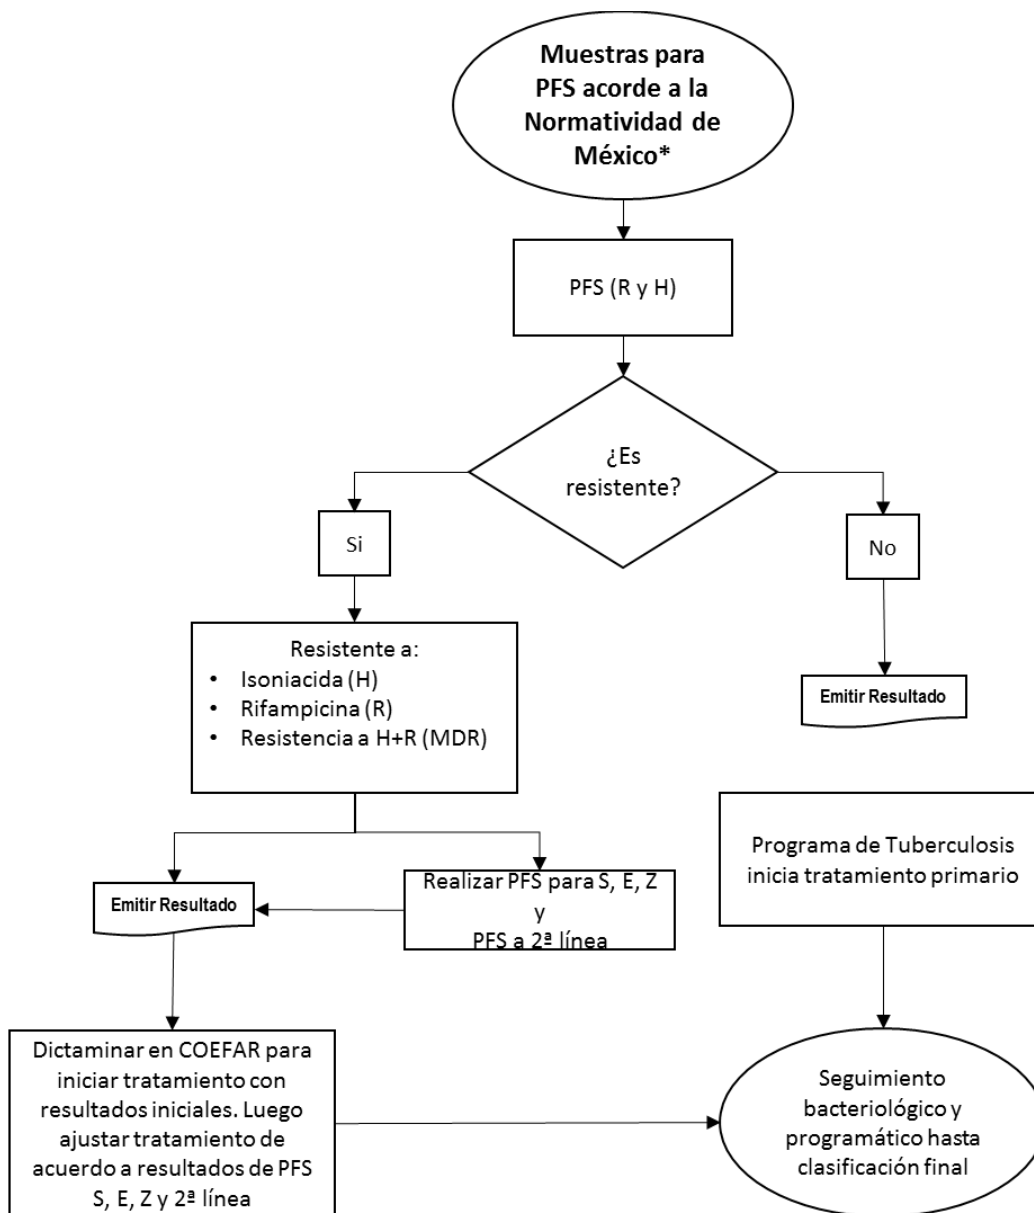 Muestras para
PFS acorde a la
Normatividad de
México*
PFS (R y H)
¿Es
resistente?
Si
No
Resistente a:
• Isoniacida (H)
• Rifampicina (R)
• Resistencia a H+R (MDR)
Emitir Resultado
Programa de Tuberculosis
inicia tratamiento primario
Realizar PFS para S, E, Z
y
PFS a 2ª línea
Emitir Resultado
Dictaminar en COEFAR para
iniciar tratamiento con
resultados iniciales. Luego
ajustar tratamiento de
acuerdo a resultados de PFS
S, E, Z y 2ª línea
Seguimiento
bacteriológico y
programático hasta
clasificación final